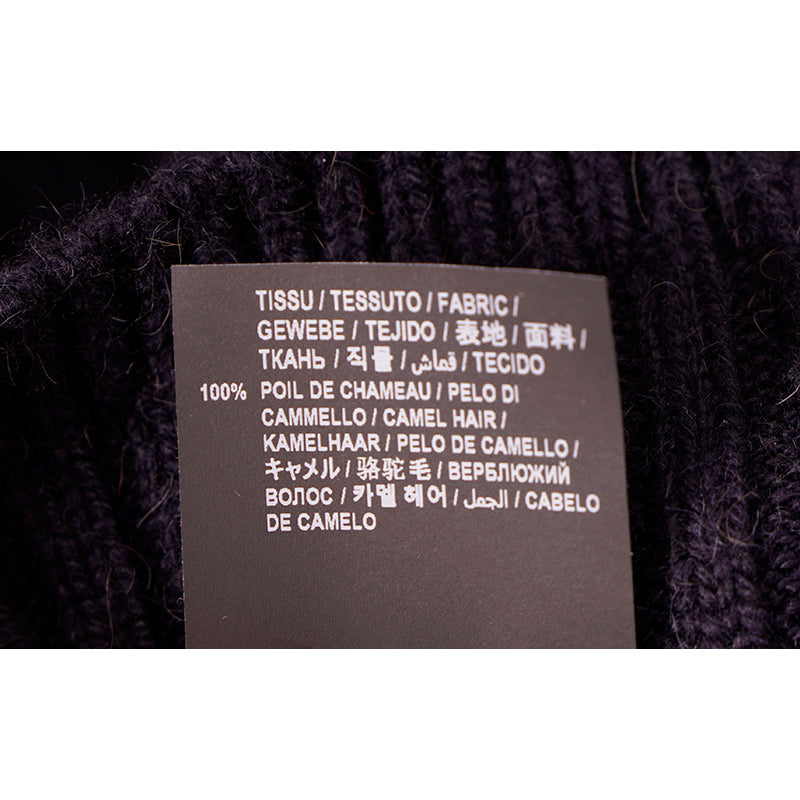 TISSU / TESSUTO / FABRIC /
GEWEBE / TEJIDO / 表地 / 面料 /
ТКАНЬ / 직물 / قماش / TECIDO
100% POIL DE CHAMEAU / PELO DI
CAMMELLO / CAMEL HAIR /
KAMELHAAR / PELO DE CAMELLO /
キャメル / 骆驼毛 / ВЕРБЛЮЖИЙ
ВОЛОС / 카멜 헤어 / الجمل / CABELO
DE CAMELO